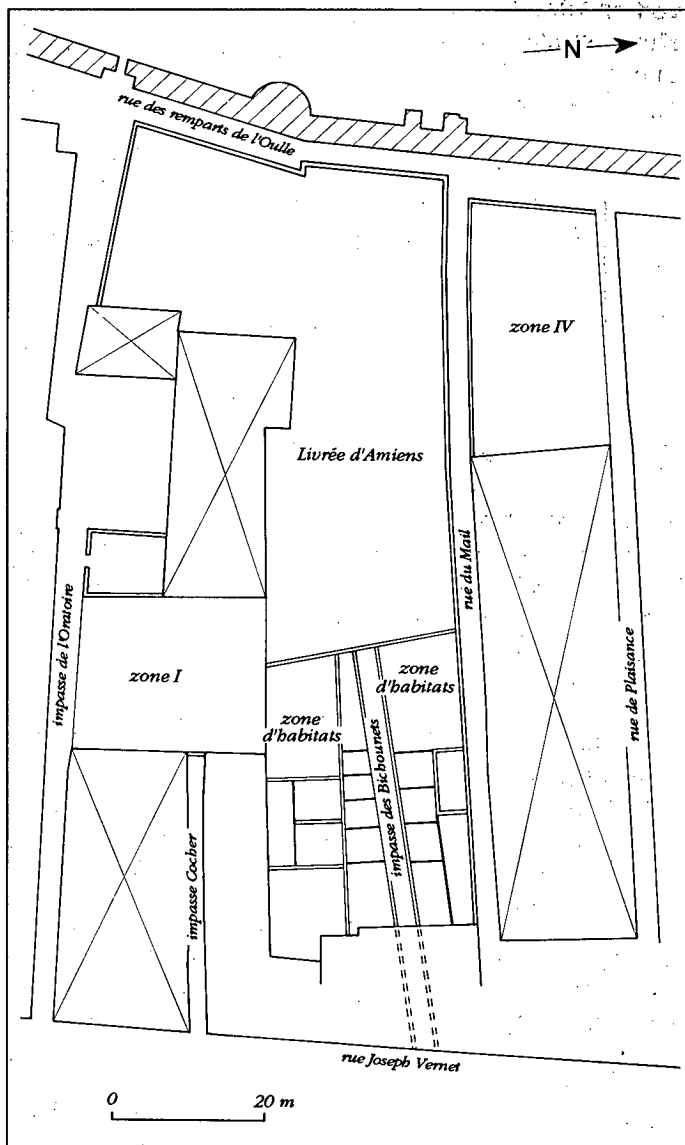 N
rue des remparts de l'Oulle
zone IV
Livrée d'Amiens
rue du Mail
impasse de l'Oratoire
rue de Plaisance
zone I
zone
d'habitats
zone
d'habitats
impasse des Bichounets
impasse Cocher
rue Joseph Vernet
0 20 m